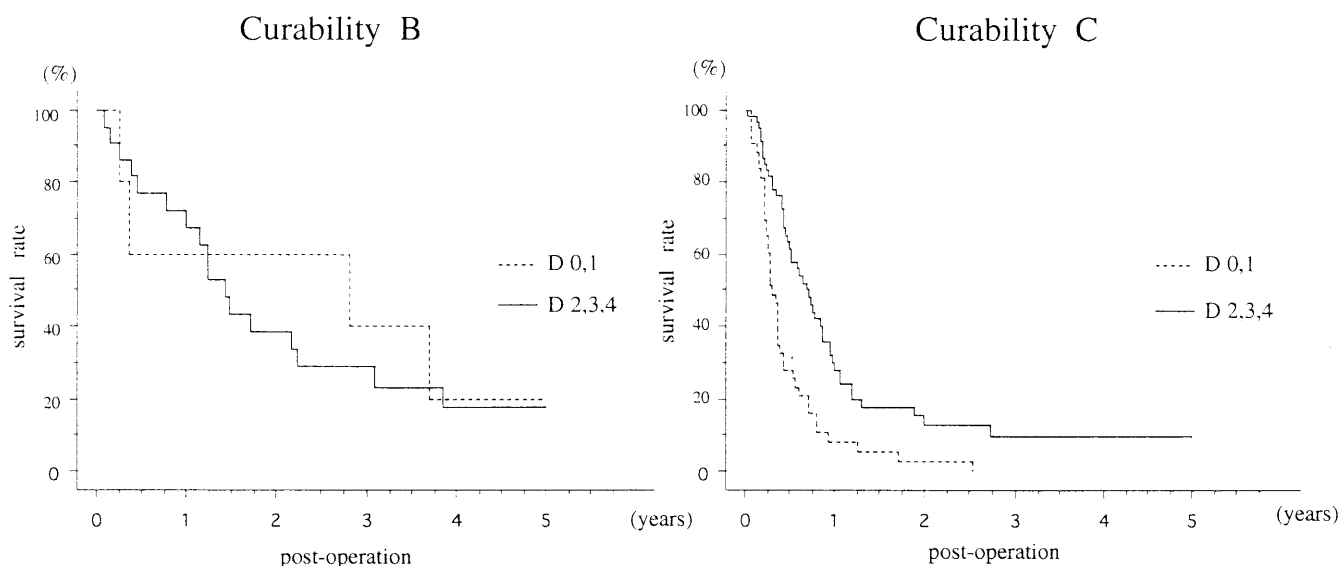 Curability B
(%)
100
80
60
40
20
0
survival rate
D 0,1
D 2,3,4
0 1 2 3 4 5 (years)
post-operation
Curability C
(%)
100
80
60
40
20
0
survival rate
D 0,1
D 2,3,4
0 1 2 3 4 5 (years)
post-operation